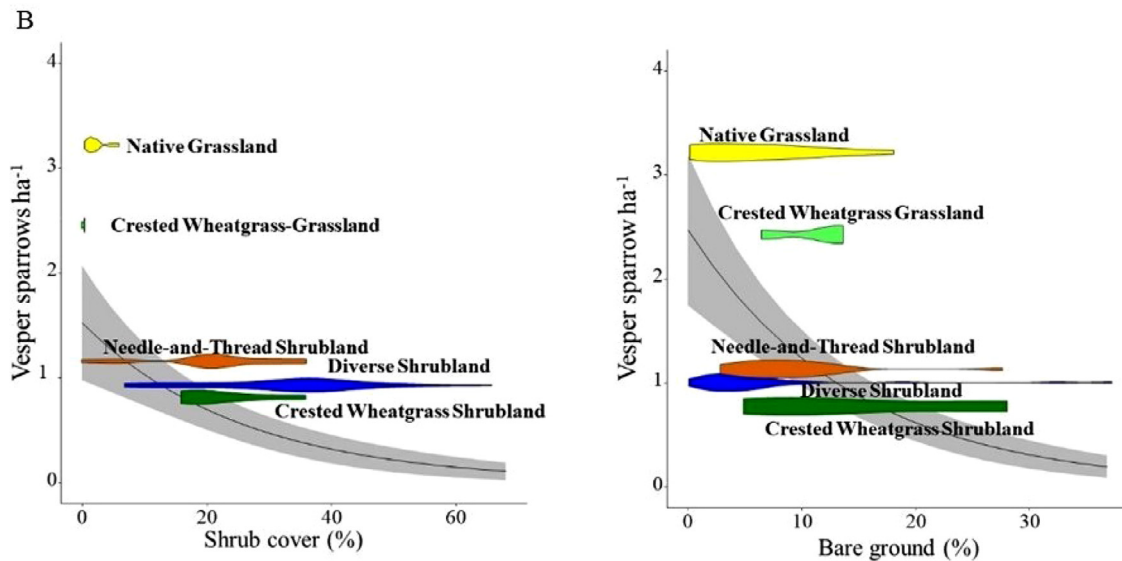 B
Vesper sparrows ha-1
4
3
2
1
0
Native Grassland
Crested Wheatgrass-Grassland
Needle-and-Thread Shrubland
Diverse Shrubland
Crested Wheatgrass Shrubland
0 20 40 60
Shrub cover (%)
Vesper sparrow ha-1
4
3
2
1
0
Native Grassland
Crested Wheatgrass Grassland
Needle-and-Thread Shrubland
Diverse Shrubland
Crested Wheatgrass Shrubland
0 10 20 30
Bare ground (%)